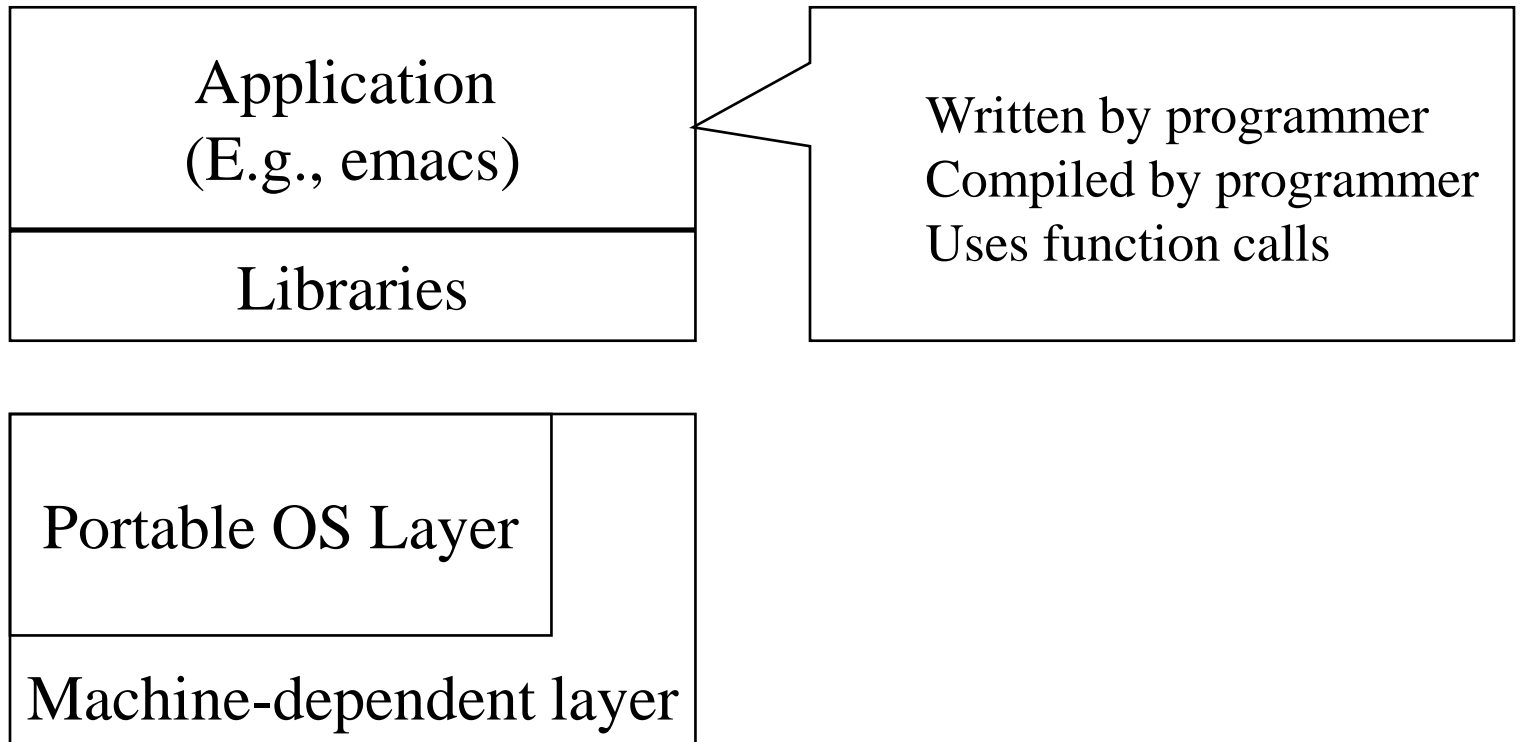 Application
(E.g., emacs)
Written by programmer
Compiled by programmer
Uses function calls
Libraries
Portable OS Layer
Machine-dependent layer